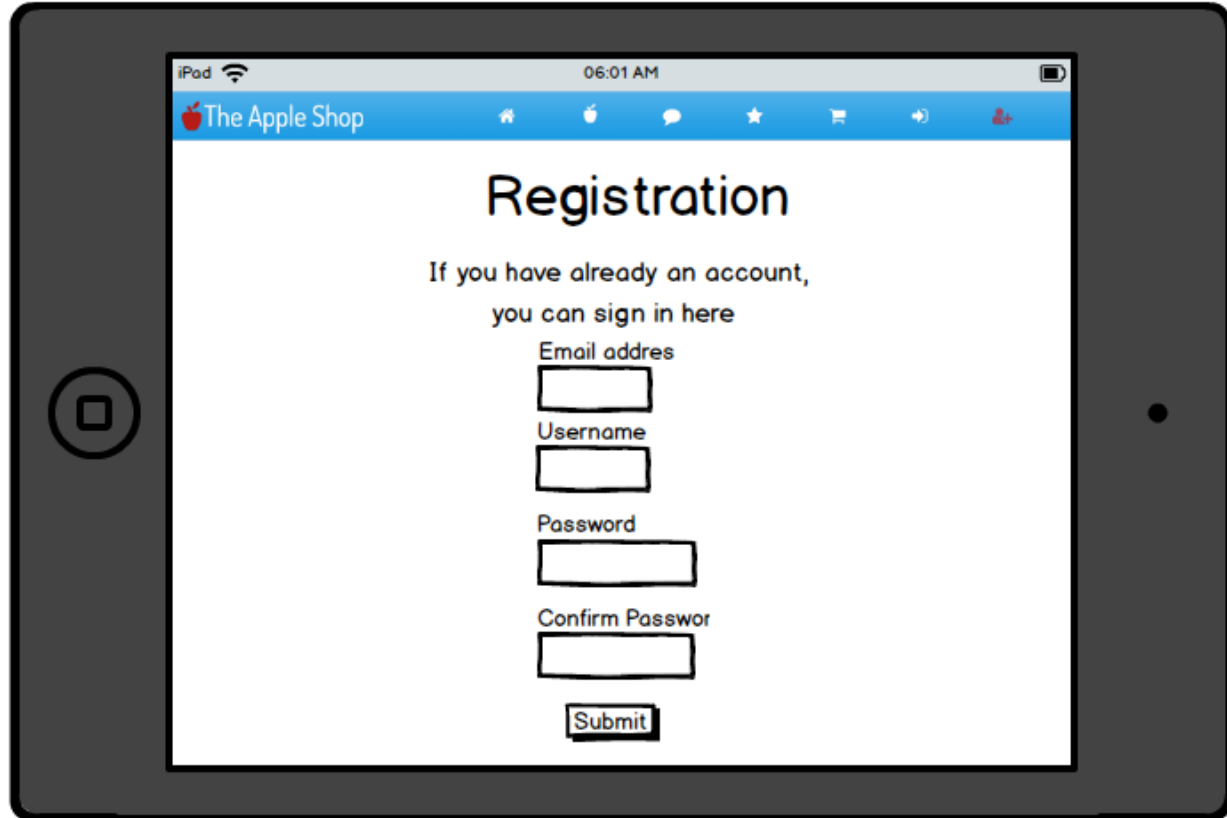 iPad 06:01 AM
The Apple Shop
Registration
If you have already an account,
you can sign in here
Email addres
Username
Password
Confirm Passwor
Submit